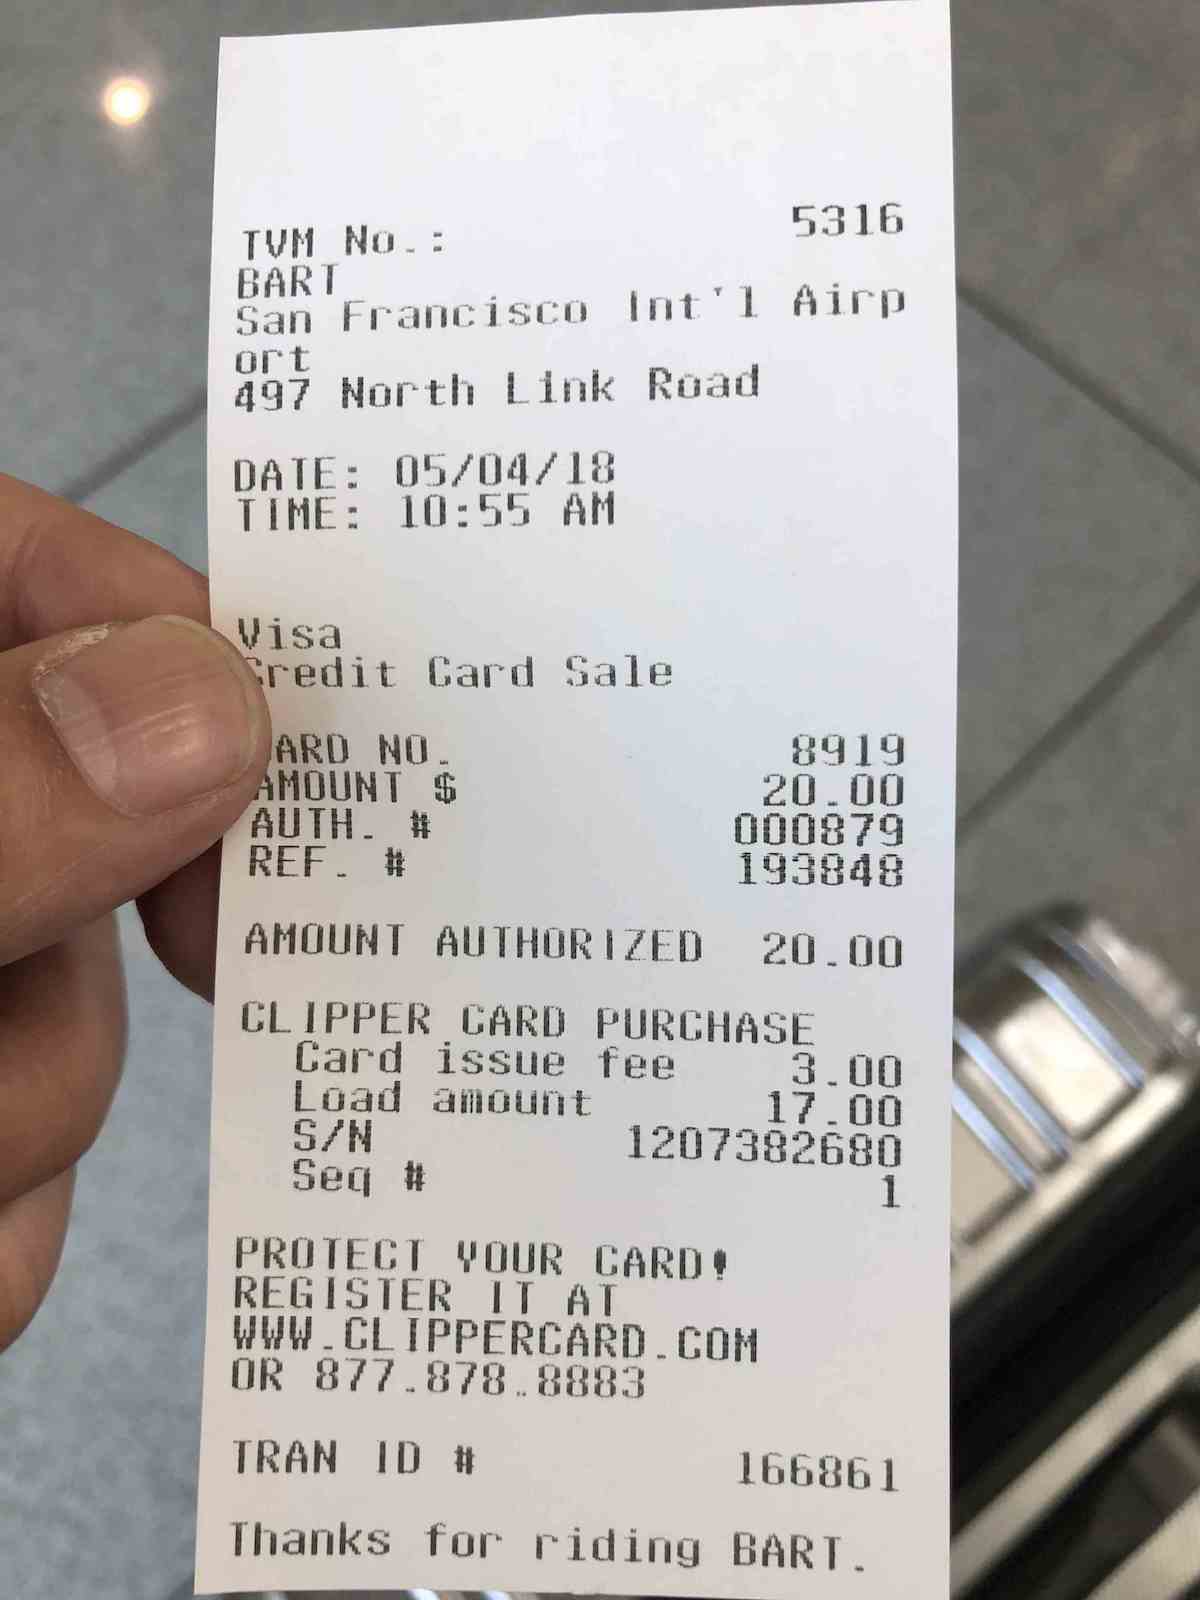 TVM No.: 5316
BART
San Francisco Int'l Airp
ort
497 North Link Road
DATE: 05/04/18
TIME: 10:55 AM
Visa
Credit Card Sale
CARD NO. 8919
AMOUNT $ 20.00
AUTH. # 000879
REF. # 193848
AMOUNT AUTHORIZED 20.00
CLIPPER CARD PURCHASE
Card issue fee 3.00
Load amount 17.00
S/N 1207382680
Seq # 1
PROTECT YOUR CARD!
REGISTER IT AT
WWW.CLIPPERCARD.COM
OR 877.878.8883
TRAN ID # 166861
Thanks for riding BART.